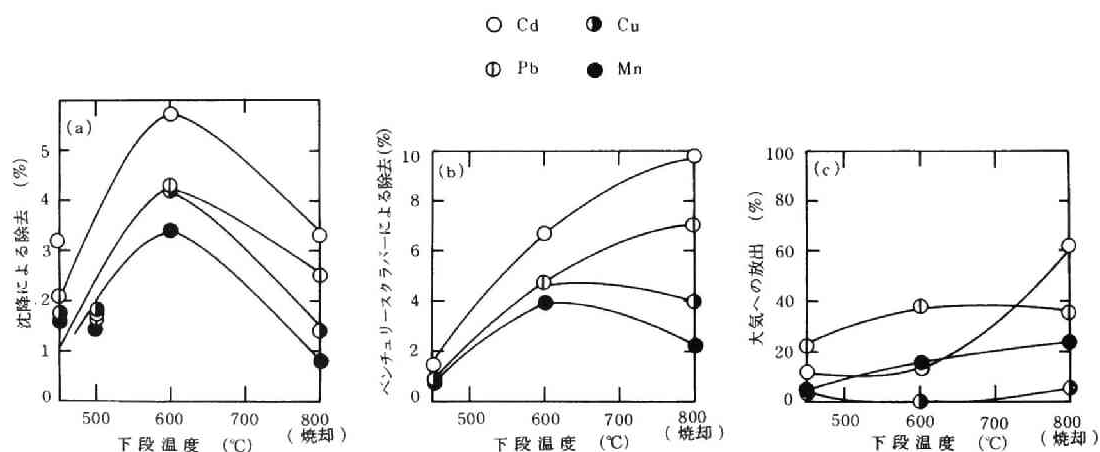 Cd Cu
Pb Mn
(a)
沈降による除去 (%)
5
4
3
2
1
0
500 600 700 800
(焼却)
下段温度 (℃)
(b)
ベンチュリースクラバーによる除去(%)
10
8
6
4
2
0
500 600 700 800
(焼却)
下段温度 (℃)
(c)
大気への放出 (%)
100
80
60
40
20
0
500 600 700 800
(焼却)
下段温度 (℃)